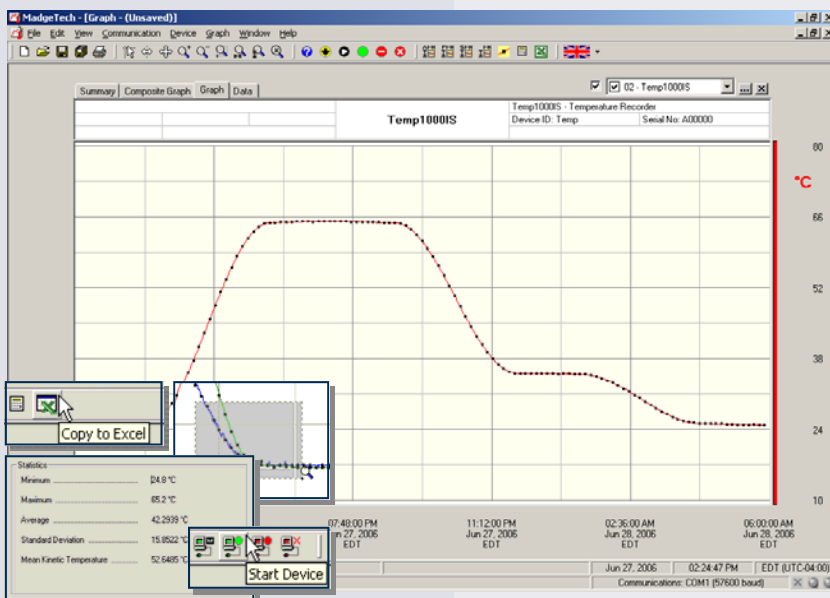 MadgeTech - [Graph - (Unsaved)]
File Edit View Communication Device Graph Window Help
Summary Composite Graph Graph Data
02 - Temp1000IS
Temp1000IS
Temp1000IS - Temperature Recorder
Device ID: Temp Serial No: A00000
80
°C
66
52
38
24
10
Copy to Excel
Statistics
Minimum 24.8 °C
Maximum 65.2 °C
Average 42.2939 °C
Standard Deviation 15.8522 °C
Mean Kinetic Temperature 52.6485 °C
Start Device
07:48:00 PM 11:12:00 PM 02:36:00 AM 06:00:00 AM
Jun 27, 2006 Jun 27, 2006 Jun 28, 2006 Jun 28, 2006
EDT EDT EDT EDT
Jun 27, 2006 02:24:47 PM EDT (UTC-04:00)
Communications: COM1 (57600 baud)